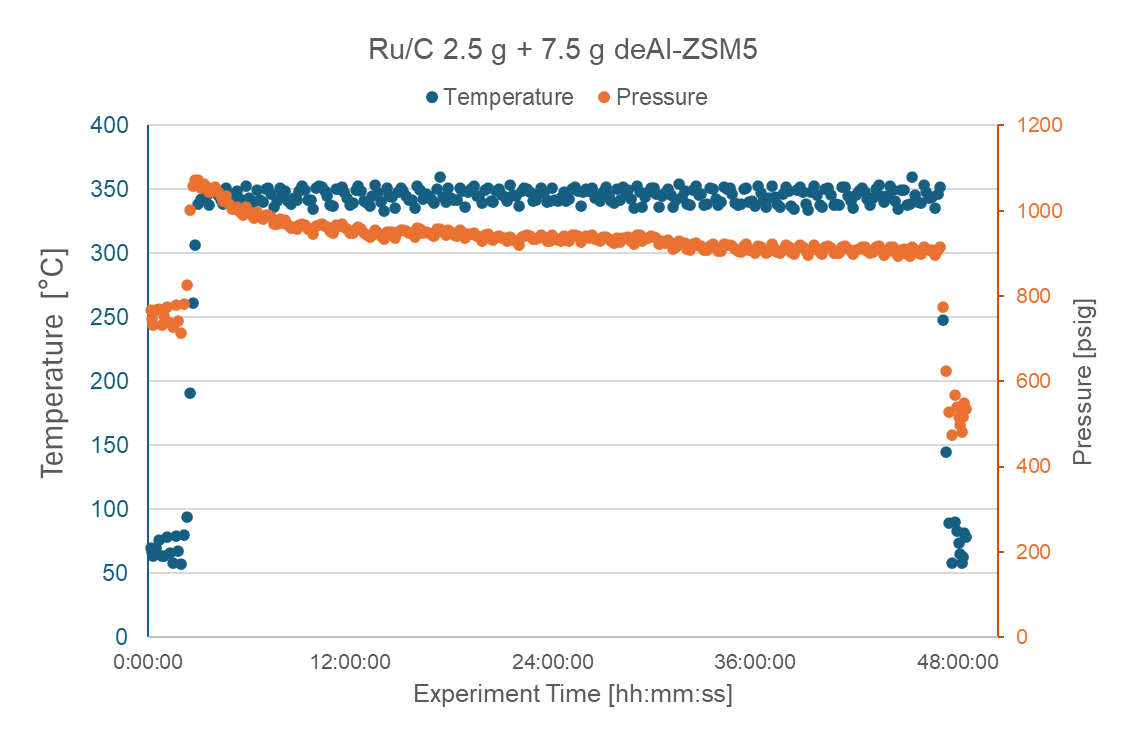 Ru/C 2.5 g + 7.5 g deAl-ZSM5
Temperature Pressure
400
350
300
250
200
150
100
50
0
Temperature [°C]
1200
1000
800
600
400
200
0
Pressure [psig]
0:00:00 12:00:00 24:00:00 36:00:00 48:00:00
Experiment Time [hh:mm:ss]